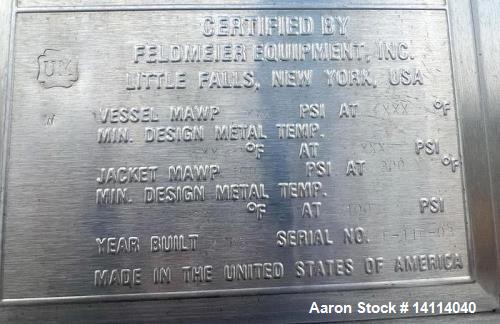 CERTIFIED BY
FELDMEIER EQUIPMENT, INC.
LITTLE FALLS, NEW YORK, USA
UM
W
VESSEL MAWP PSI AT XXXX °F
MIN. DESIGN METAL TEMP.
°F AT PSI
JACKET MAWP PSI AT °F
MIN. DESIGN METAL TEMP.
°F AT PSI
YEAR BUILT SERIAL NO.
MADE IN THE UNITED STATES OF AMERICA
Aaron Stock # 14114040